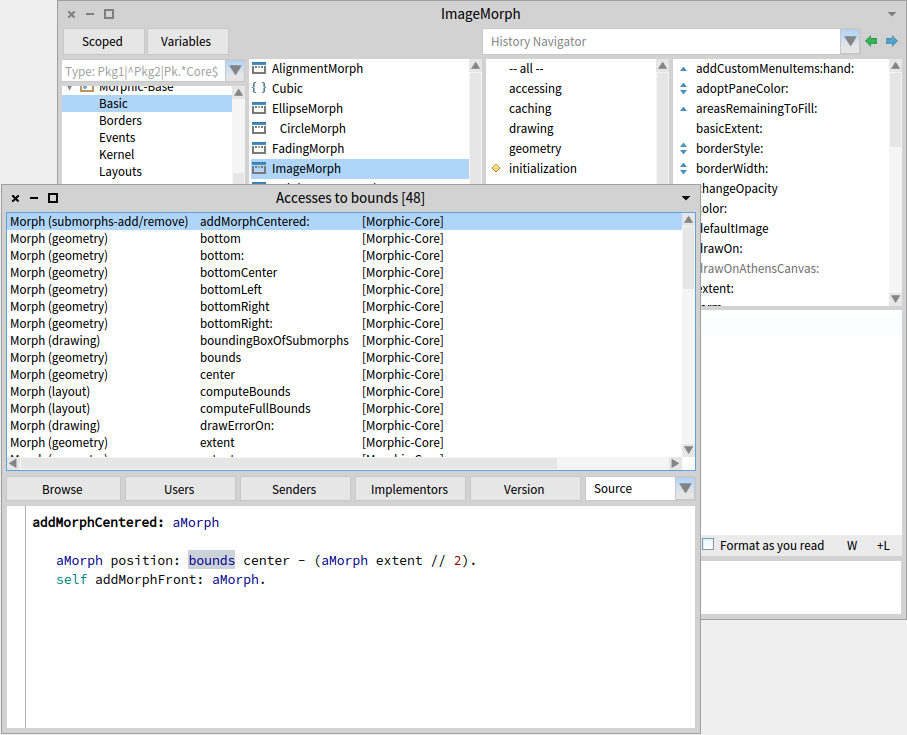 ImageMorph
Scoped
Variables
History Navigator
Type: Pkg1|^Pkg2|Pk.*Core$
Morphic-Base
Basic
Borders
Events
Kernel
Layouts
AlignmentMorph
{ } Cubic
EllipseMorph
CircleMorph
FadingMorph
ImageMorph
-- all --
accessing
caching
drawing
geometry
initialization
addCustomMenuItems:hand:
adoptPaneColor:
areasRemainingToFill:
basicExtent:
borderStyle:
borderWidth:
changeOpacity
color:
defaultImage
drawOn:
drawOnAthensCanvas:
extent:
Accesses to bounds [48]
Morph (submorphs-add/remove) addMorphCentered: [Morphic-Core]
Morph (geometry) bottom [Morphic-Core]
Morph (geometry) bottom: [Morphic-Core]
Morph (geometry) bottomCenter [Morphic-Core]
Morph (geometry) bottomLeft [Morphic-Core]
Morph (geometry) bottomRight [Morphic-Core]
Morph (geometry) bottomRight: [Morphic-Core]
Morph (drawing) boundingBoxOfSubmorphs [Morphic-Core]
Morph (geometry) bounds [Morphic-Core]
Morph (geometry) center [Morphic-Core]
Morph (layout) computeBounds [Morphic-Core]
Morph (layout) computeFullBounds [Morphic-Core]
Morph (drawing) drawErrorOn: [Morphic-Core]
Morph (geometry) extent [Morphic-Core]
Browse
Users
Senders
Implementors
Version
Source
addMorphCentered: aMorph
aMorph position: bounds center - (aMorph extent // 2).
self addMorphFront: aMorph.
Format as you read
W
+L